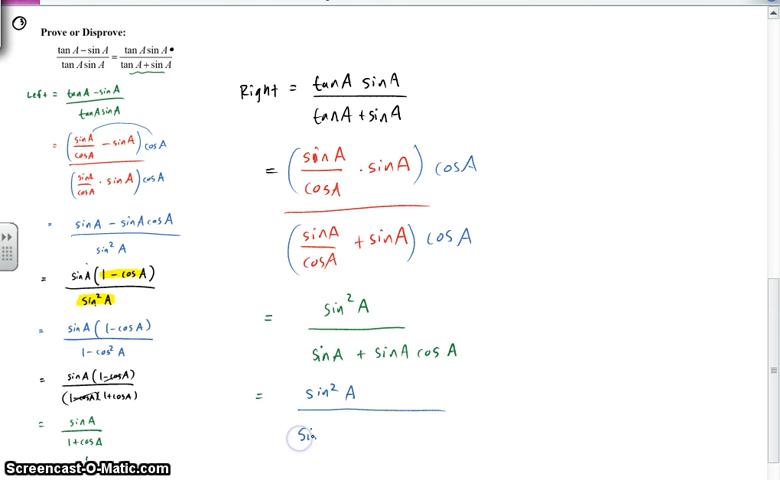 ③
Prove or Disprove:
tan A − sin A / tan A sin A = tan A sin A / tan A + sin A
Left = tanA − sinA / tanA sinA
= (sinA/cosA − sinA) cosA / (sinA/cosA · sinA) cosA
= sinA − sinA cosA / sin² A
= sinA (1 − cosA) / sin² A
= sinA (1 − cosA) / 1 − cos² A
= sinA (1−cosA) / (1−cosA)(1+cosA)
= sinA / 1+cosA
Right = tanA sinA / tanA + sinA
= (sinA/cosA · sinA) cosA / (sinA/cosA + sinA) cosA
= sin² A / sinA + sinA cosA
= sin² A / sin
Screencast-O-Matic.com